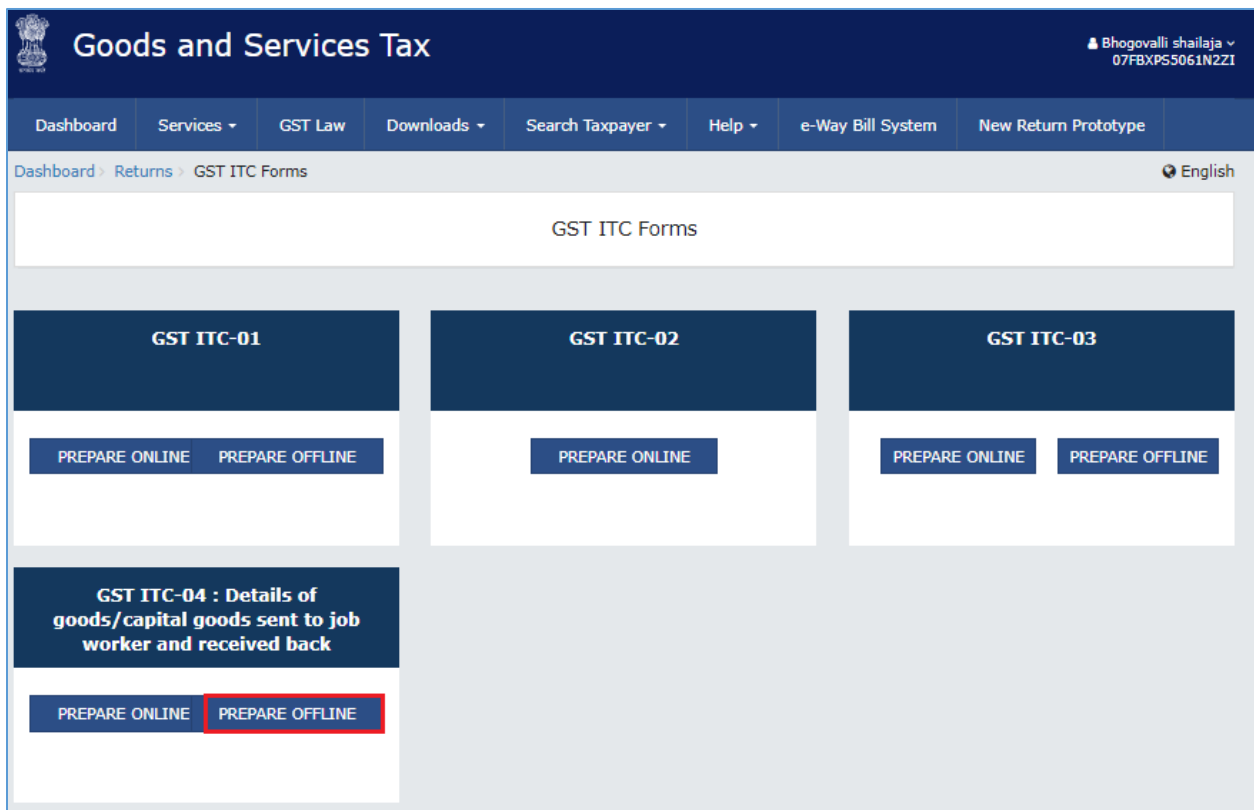 Goods and Services Tax
Bhogovalli shailaja
07FBXPS5061N2ZI
Dashboard Services GST Law Downloads Search Taxpayer Help e-Way Bill System New Return Prototype
Dashboard > Returns > GST ITC Forms English
GST ITC Forms
GST ITC-01 GST ITC-02 GST ITC-03
PREPARE ONLINE PREPARE OFFLINE PREPARE ONLINE PREPARE ONLINE PREPARE OFFLINE
GST ITC-04 : Details of
goods/capital goods sent to job
worker and received back
PREPARE ONLINE PREPARE OFFLINE